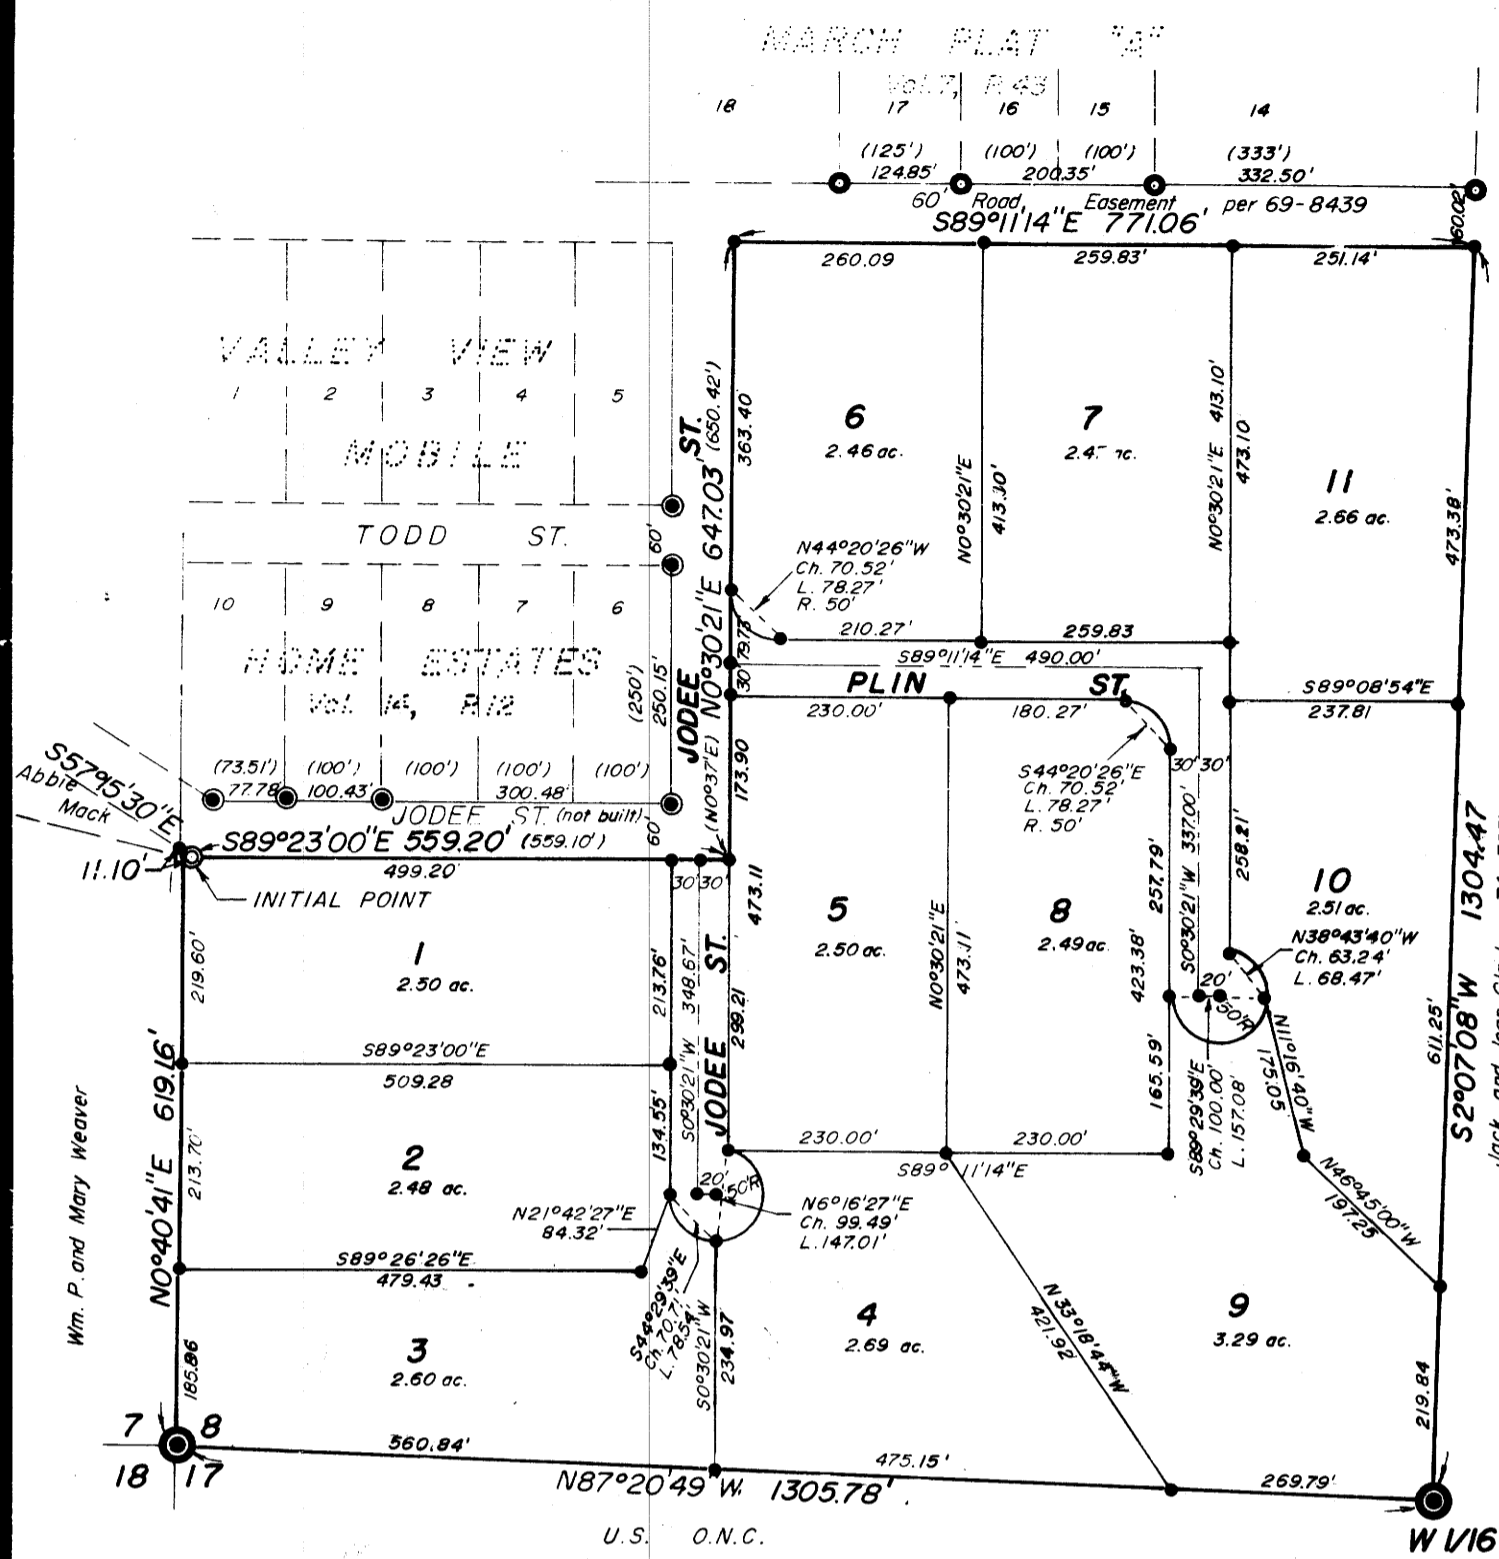 MARCH PLAT "A"
Vol. 7, P. 43
18 17 16 15 14
(125') (100') (100') (333')
124.85' 200.35' 332.50'
60' Road Easement per 69-8439
60.02'
S89°11'14"E 771.06'
260.09 259.83' 251.14'
VALLEY VIEW
1 2 3 4 5
MOBILE
TODD ST.
60'
10 9 8 7 6
HOME ESTATES
Vol. 14, P. 12
(250')
250.15'
(73.51') (100') (100') (100') (100')
77.78' 100.43' 300.48'
JODEE ST. (not built)
60'
JODEE ST.
(N0°37'E) N0°30'21"E 647.03' (650.42')
363.40
79.73'
30'
173.90
6
2.46 ac.
N0°30'21"E
413.10'
7
N0°30'21"E 413.10'
473.10
11
2.66 ac.
473.38'
N44°20'26"W
Ch. 70.52'
L. 78.27'
R. 50'
210.27' 259.83
S89°11'14"E 490.00'
PLIN ST.
230.00' 180.27'
S89°08'54"E
237.81
S57°15'30"E
Abbie
Mack
11.10'
S89°23'00"E 559.20' (559.10')
499.20'
30' 30'
INITIAL POINT
S44°20'26"E
Ch. 70.52'
L. 78.27'
R. 50'
30' 30'
1
2.50 ac.
219.60'
213.76'
S0°30'21"W 348.67'
JODEE ST.
473.11
299.21
5
2.50 ac.
N0°30'21"E
473.11'
8
2.49 ac.
257.79'
423.38'
S0°30'21"W 337.00'
258.21'
10
2.51 ac.
N38°43'40"W
Ch. 63.24'
L. 68.47'
20'
50'R
S2°07'08"W 1304.47
611.25'
S89°23'00"E
509.28
N0°40'41"E 619.16'
Wm. P. and Mary Weaver
213.70'
134.55'
2
2.48 ac.
165.59'
S89°29'39"E
Ch. 100.00'
L. 157.08'
N11°16'40"W
175.05
230.00' 230.00'
S89°11'14"E
N46°45'00"W
197.25
20'
50'R
N6°16'27"E
Ch. 99.49'
L. 147.01'
N21°42'27"E
84.32'
S89°26'26"E
479.43
S44°29'39"E
Ch. 70.71'
L. 78.54'
S0°30'21"W
234.97
3
2.60 ac.
185.86
4
2.69 ac.
N33°18'44"W
421.92
9
3.29 ac.
219.84
7 8
18 17
560.84'
475.15'
269.79'
N87°20'49"W 1305.78'
U.S. O.N.C.
W 1/16